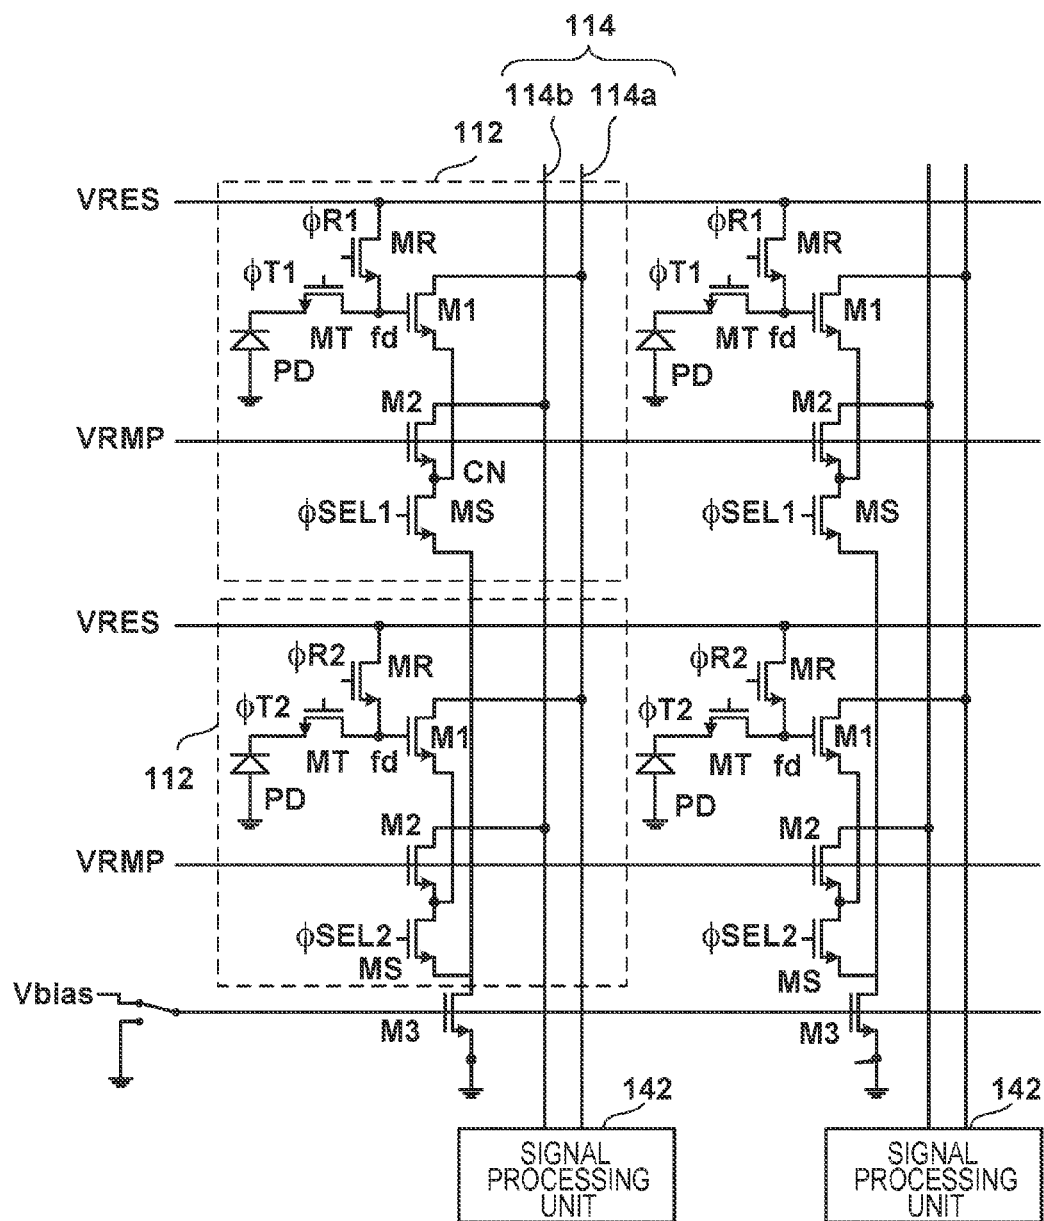 114
114b 114a
112
VRES
ϕR1 MR ϕR1 MR
ϕT1 ϕT1
M1 M1
MT fd MT fd
PD PD
M2 M2
VRMP
CN
ϕSEL1 MS ϕSEL1 MS
VRES
ϕR2 MR ϕR2 MR
ϕT2 ϕT2
M1 M1
112 MT fd MT fd
PD PD
M2 M2
VRMP
ϕSEL2 ϕSEL2
MS MS
Vbias
M3 M3
142 142
SIGNAL PROCESSING UNIT
SIGNAL PROCESSING UNIT